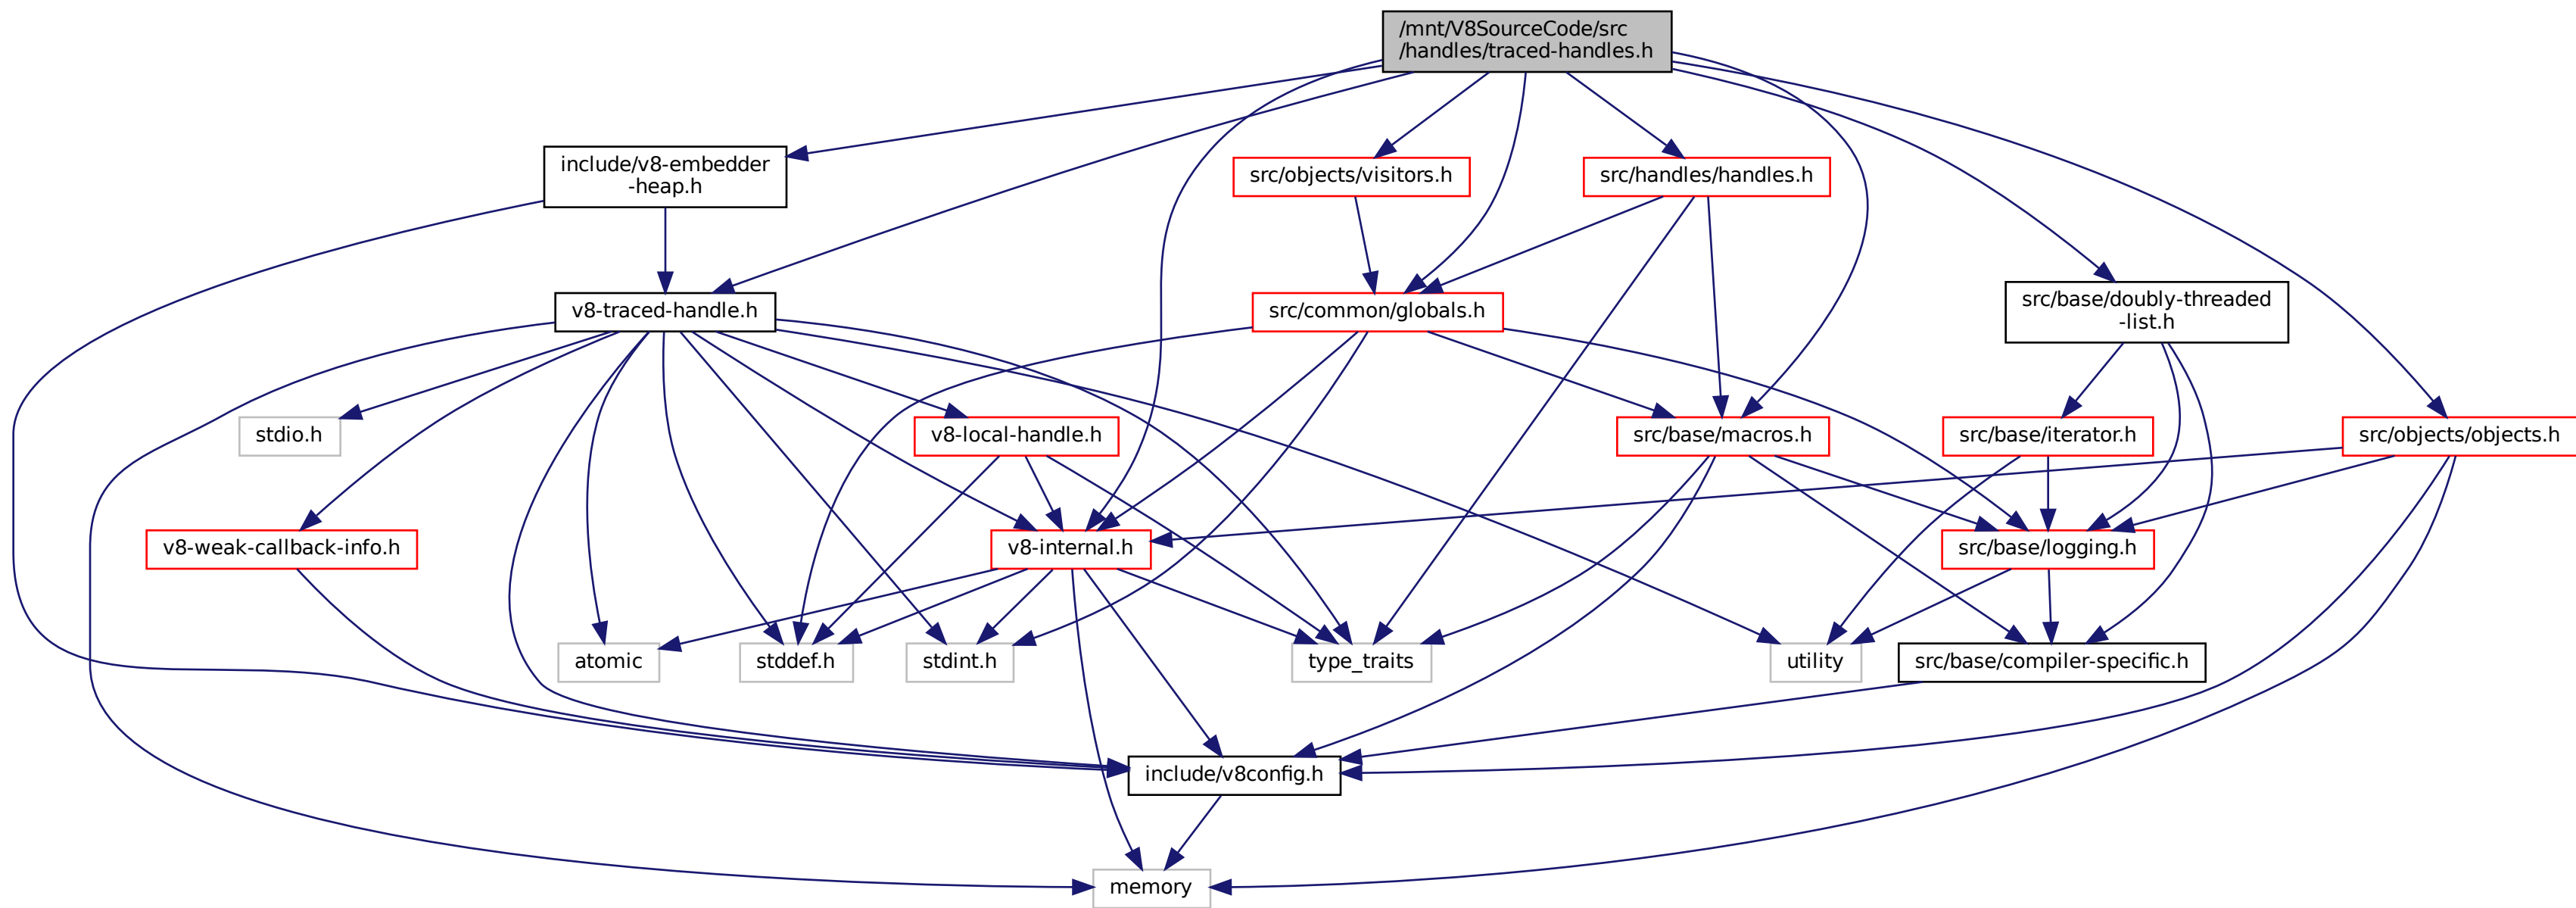 /mnt/V8SourceCode/src
/handles/traced-handles.h
include/v8-embedder
-heap.h
src/objects/visitors.h
src/handles/handles.h
v8-traced-handle.h
src/common/globals.h
src/base/doubly-threaded
-list.h
stdio.h
v8-local-handle.h
src/base/macros.h
src/base/iterator.h
src/objects/objects.h
v8-weak-callback-info.h
v8-internal.h
src/base/logging.h
atomic
stddef.h
stdint.h
type_traits
utility
src/base/compiler-specific.h
include/v8config.h
memory